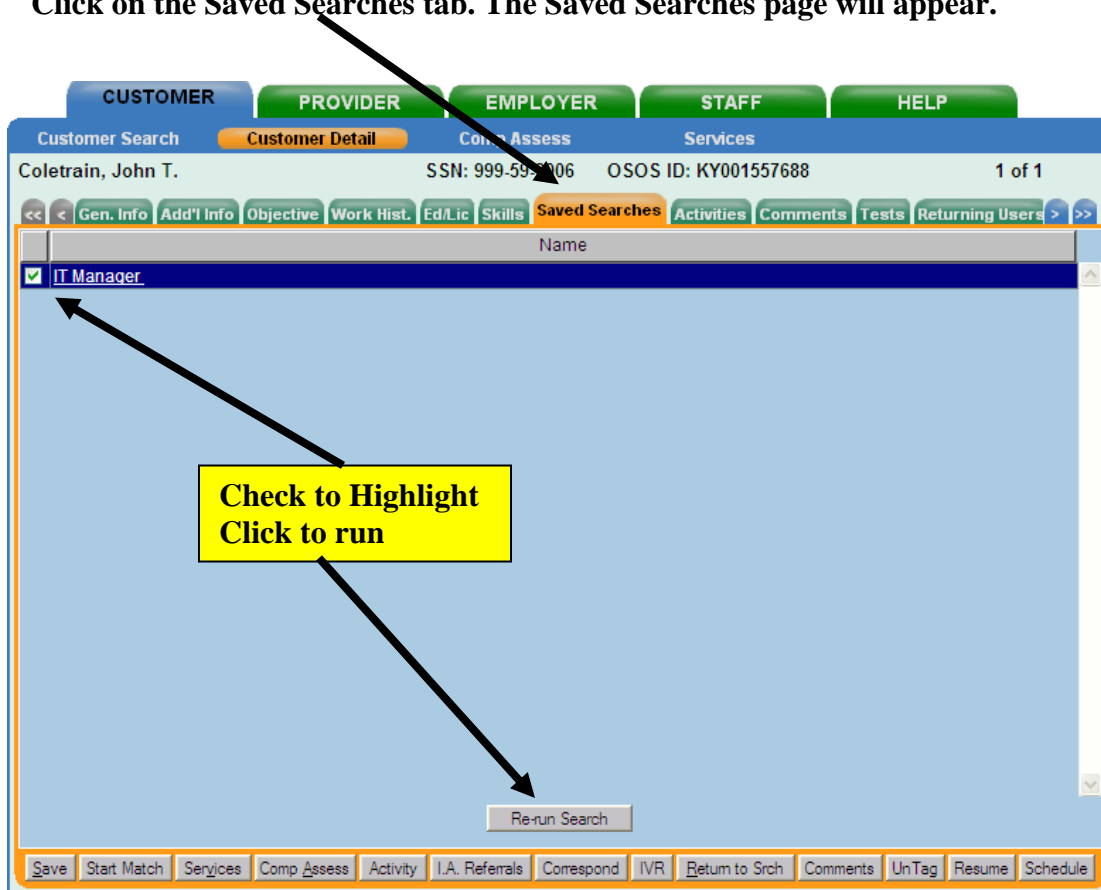 Click on the Saved Searches tab. The Saved Searches page will appear.
CUSTOMER PROVIDER EMPLOYER STAFF HELP
Customer Search Customer Detail Comp Assess Services
Coletrain, John T. SSN: 999-59-9006 OSOS ID: KY001557688 1 of 1
<< < Gen. Info Add'l Info Objective Work Hist. Ed/Lic Skills Saved Searches Activities Comments Tests Returning Users > >>
Name
IT Manager
Check to Highlight
Click to run
Re-run Search
Save Start Match Services Comp Assess Activity I.A. Referrals Correspond IVR Return to Srch Comments UnTag Resume Schedule